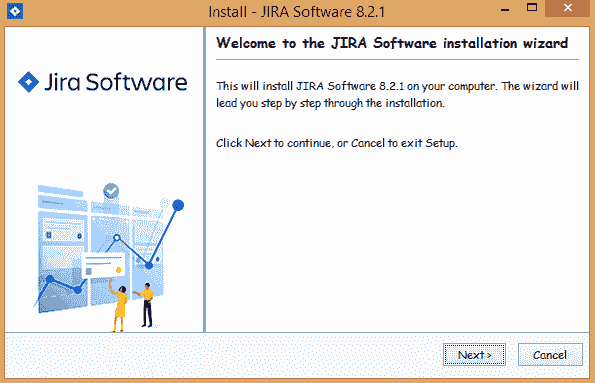 Install - JIRA Software 8.2.1
Welcome to the JIRA Software installation wizard
Jira Software
This will install JIRA Software 8.2.1 on your computer. The wizard will
lead you step by step through the installation.
Click Next to continue, or Cancel to exit Setup.
Next >
Cancel